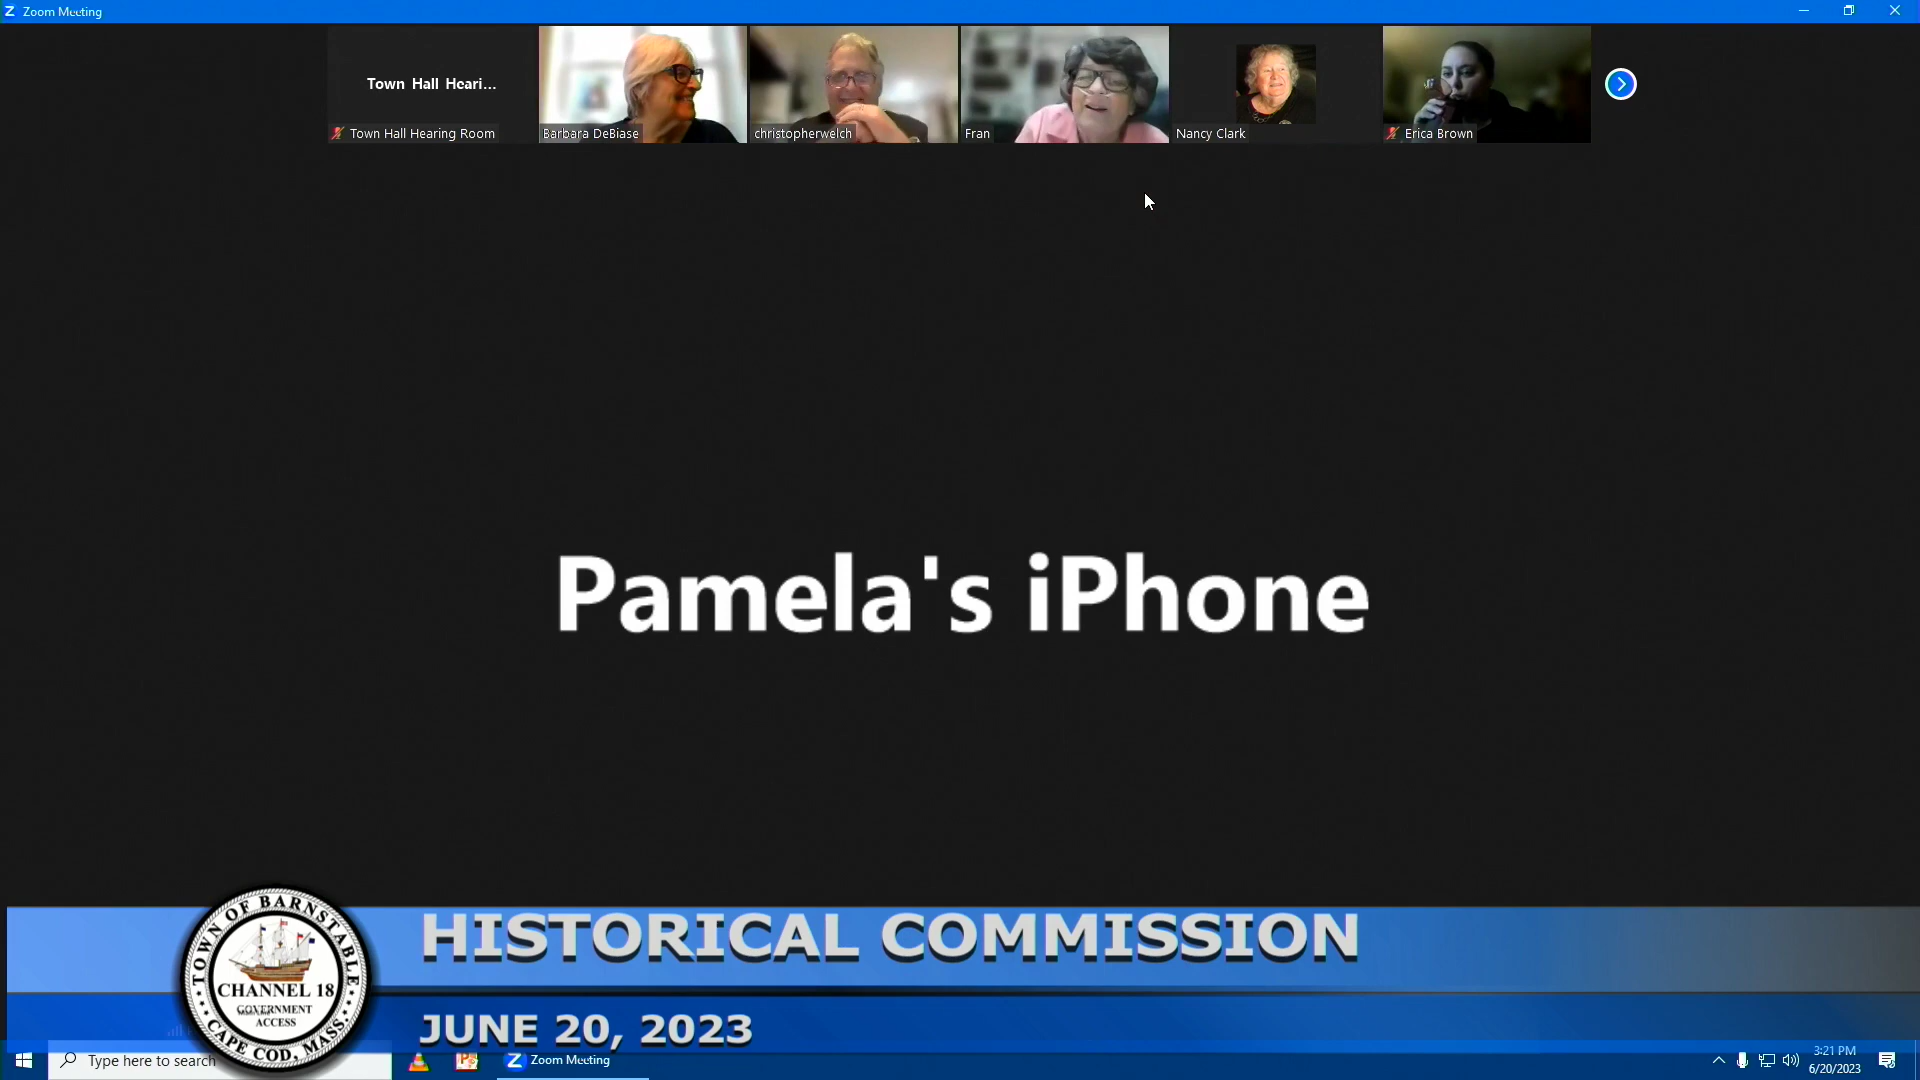 Zoom Meeting
Town Hall Heari...
Town Hall Hearing Room
Barbara DeBiase
christopherwelch
Fran
Nancy Clark
Erica Brown
Pamela's iPhone
HISTORICAL COMMISSION
JUNE 20, 2023
TOWN OF BARNSTABLE
CHANNEL 18
GOVERNMENT
ACCESS
CAPE COD, MASS.
Type here to search
Zoom Meeting
3:21 PM
6/20/2023